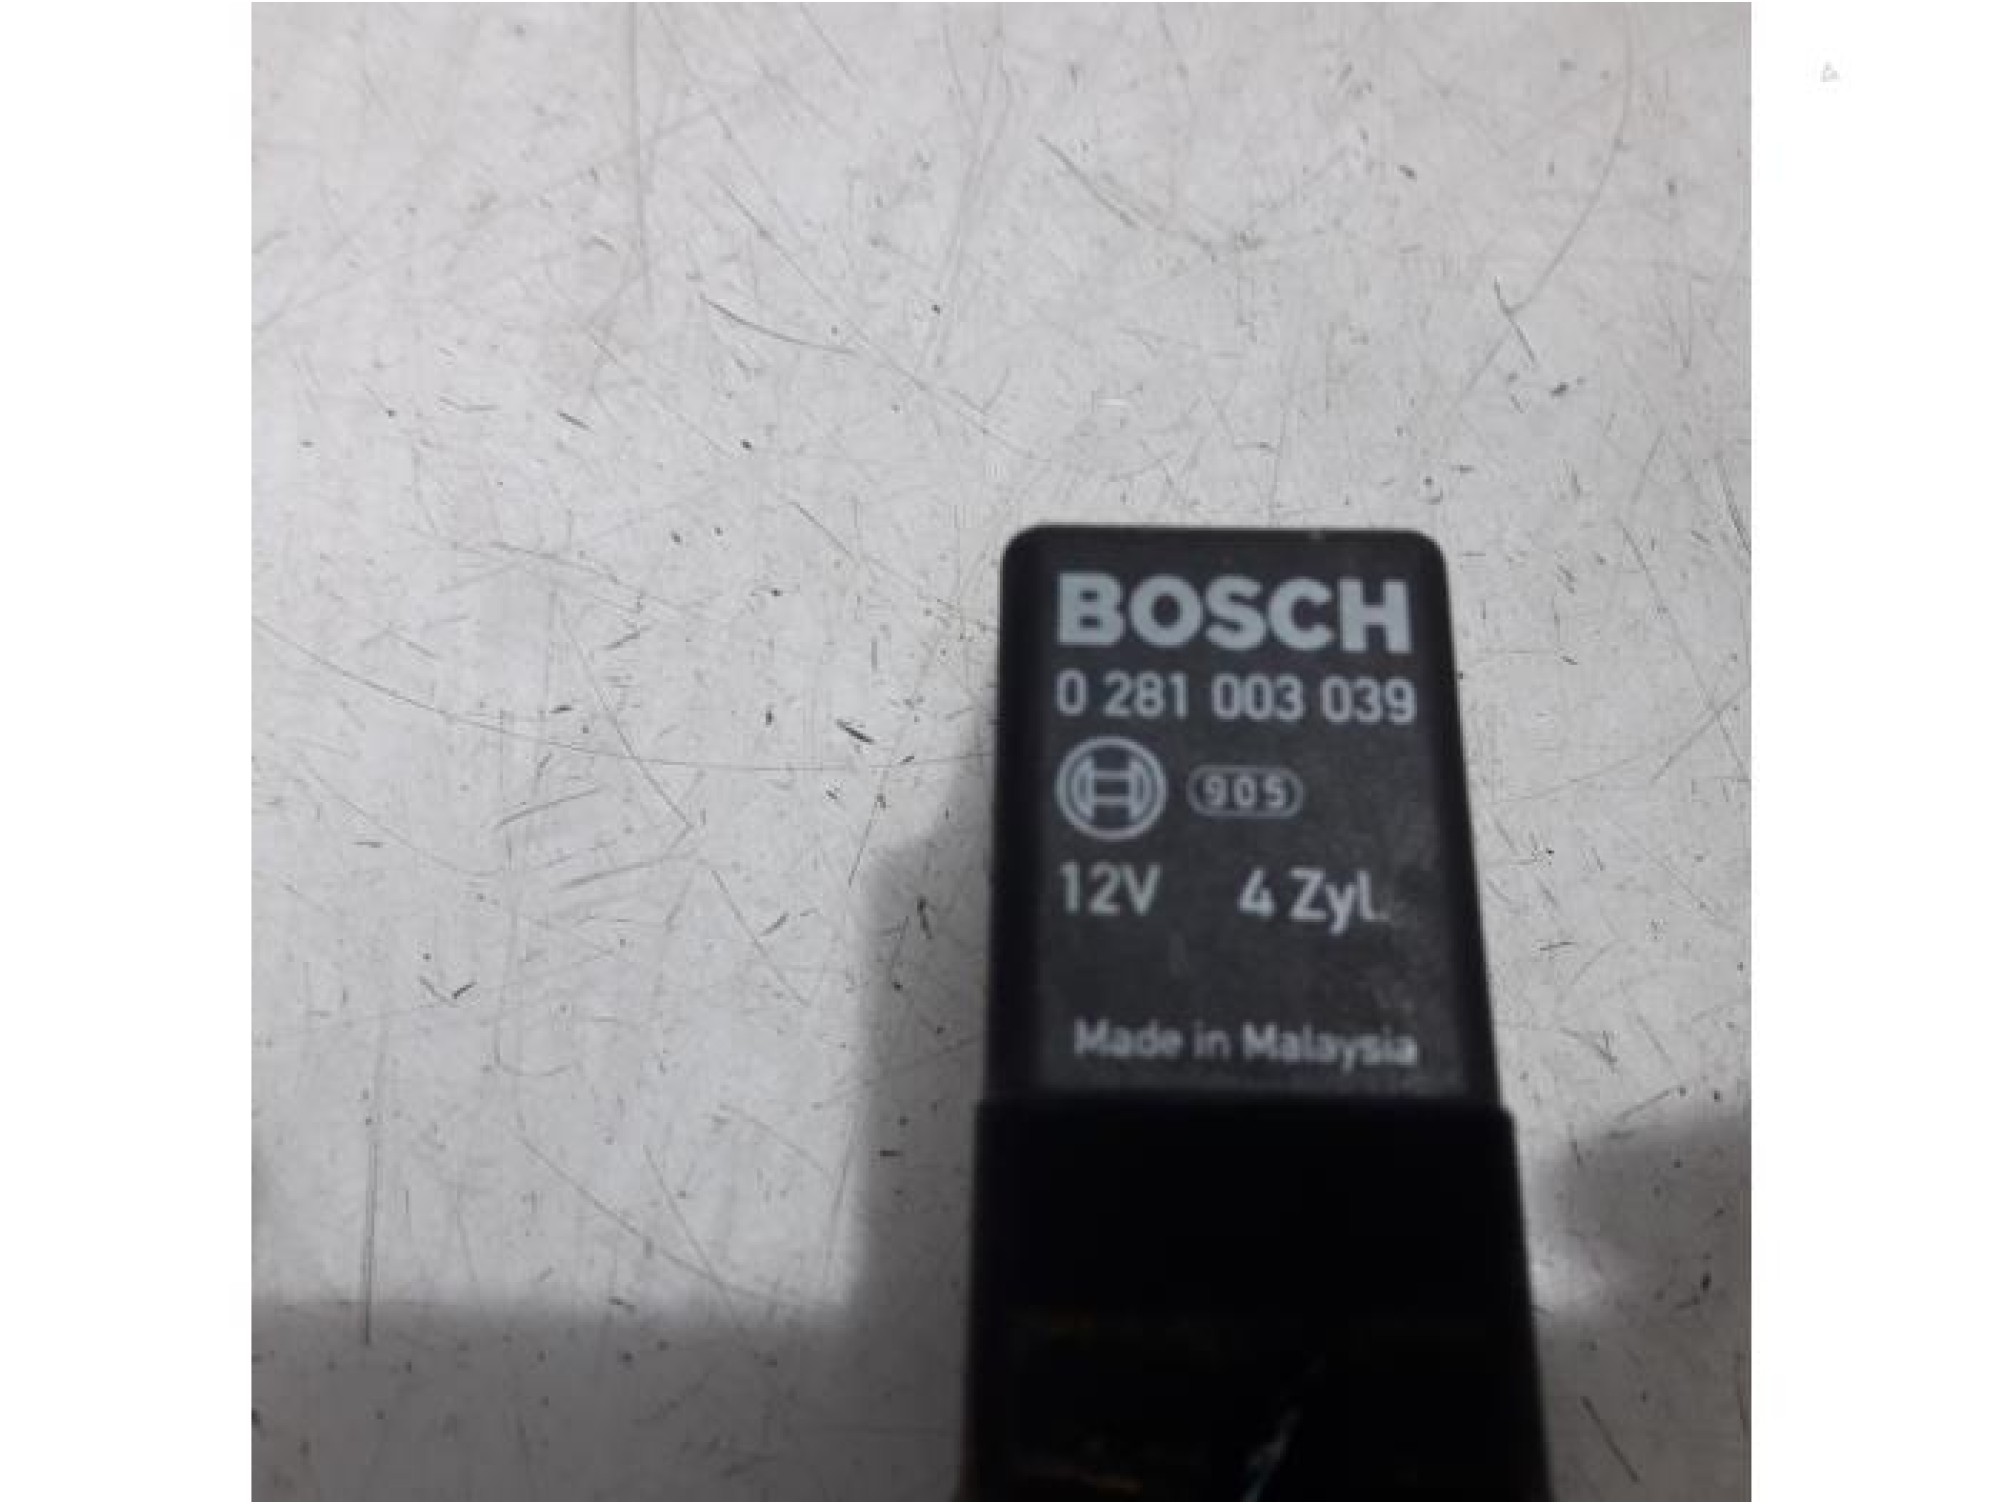 BOSCH
0 281 003 039
905
12V 4 Zyl.
Made in Malaysia